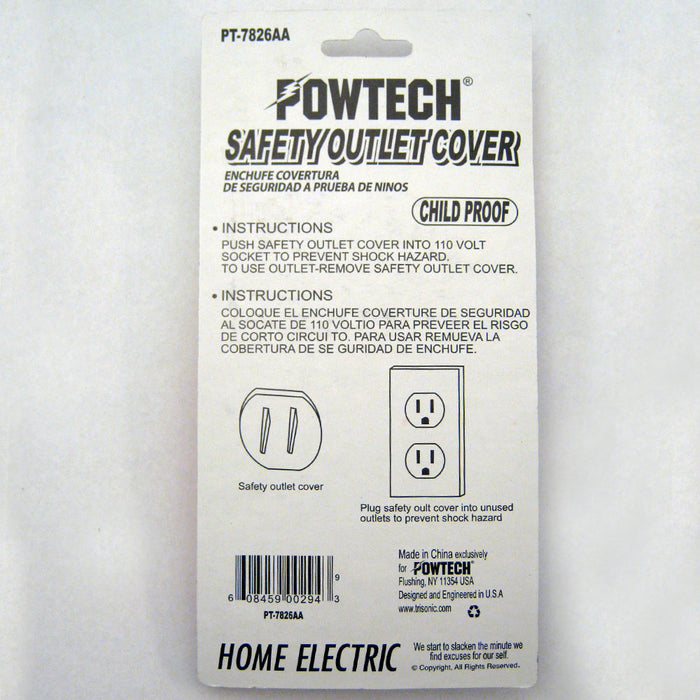 PT-7826AA
POWTECH®
SAFETY OUTLET COVER
ENCHUFE COVERTURA
DE SEGURIDAD A PRUEBA DE NINOS
CHILD PROOF
• INSTRUCTIONS
PUSH SAFETY OUTLET COVER INTO 110 VOLT
SOCKET TO PREVENT SHOCK HAZARD.
TO USE OUTLET-REMOVE SAFETY OUTLET COVER.
• INSTRUCTIONS
COLOQUE EL ENCHUFE COVERTURE DE SEGURIDAD
AL SOCATE DE 110 VOLTIO PARA PREVEER EL RISGO
DE CORTO CIRCUI TO. PARA USAR REMUEVA LA
COBERTURA DE SE GURIDAD DE ENCHUFE.
Safety outlet cover
Plug safety oult cover into unused
outlets to prevent shock hazard
9
6 08459 00294 3
PT-7826AA
Made in China exclusively
for POWTECH®
Flushing, NY 11354 USA
Designed and Engineered in U.S.A
www.trisonic.com
HOME ELECTRIC
We start to slacken the minute we
find excuses for our self.
© Copyright, All Rights Reserved.